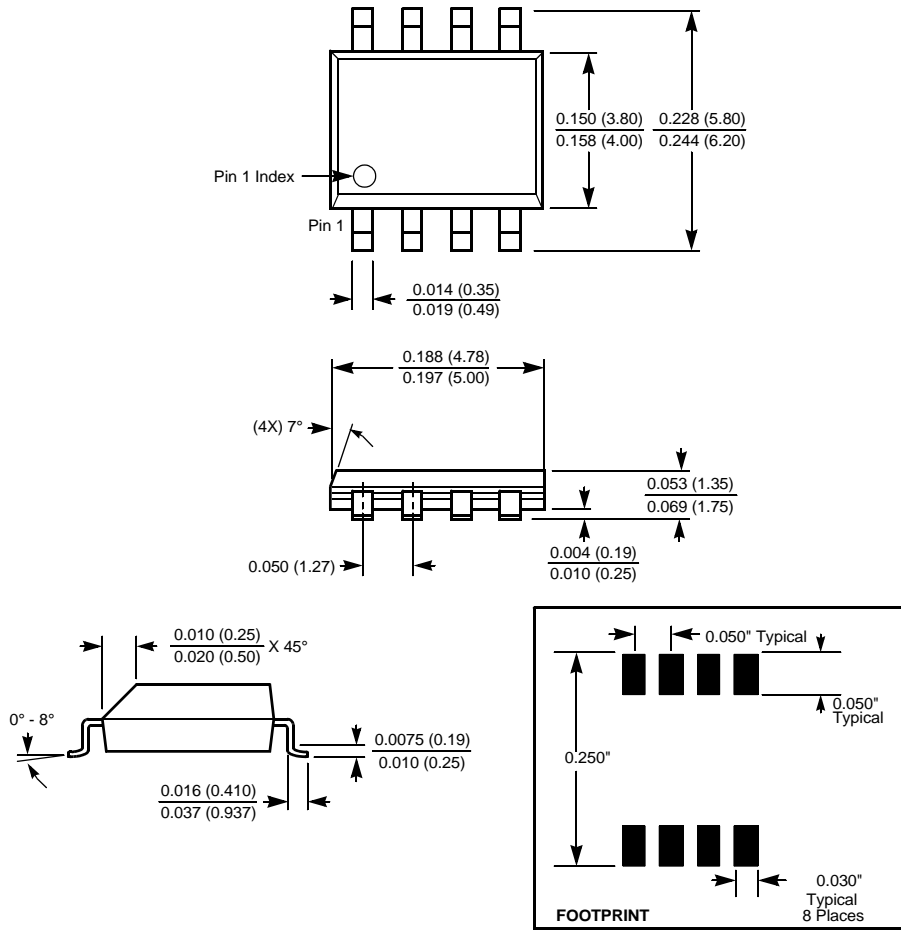 0.150 (3.80)
0.158 (4.00)
0.228 (5.80)
0.244 (6.20)
Pin 1 Index
Pin 1
0.014 (0.35)
0.019 (0.49)
0.188 (4.78)
0.197 (5.00)
(4X) 7°
0.053 (1.35)
0.069 (1.75)
0.050 (1.27)
0.004 (0.19)
0.010 (0.25)
0.010 (0.25)
0.020 (0.50)
X 45°
0° - 8°
0.0075 (0.19)
0.010 (0.25)
0.016 (0.410)
0.037 (0.937)
0.050" Typical
0.050"
Typical
0.250"
0.030"
Typical
8 Places
FOOTPRINT